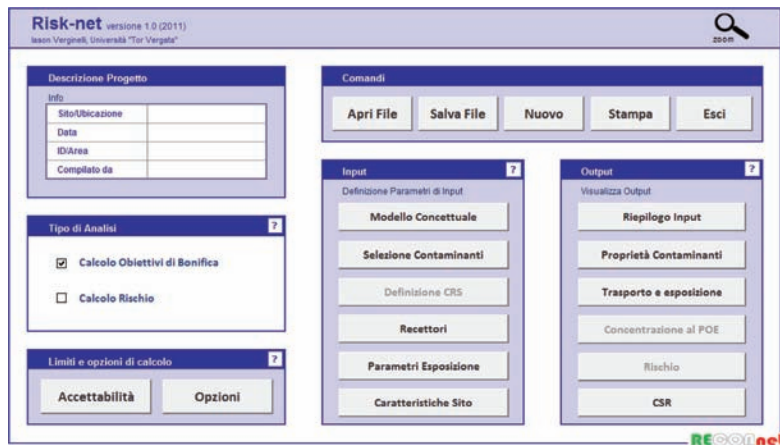 Risk-net versione 1.0 (2011)
Iason Verginelli, Università "Tor Vergata"
zoom
Descrizione Progetto
Info
Sito/Ubicazione
Data
ID/Area
Compilato da
Comandi
Apri File
Salva File
Nuovo
Stampa
Esci
Tipo di Analisi ?
Calcolo Obiettivi di Bonifica
Calcolo Rischio
Limiti e opzioni di calcolo ?
Accettabilità
Opzioni
Input ?
Definizione Parametri di Input
Modello Concettuale
Selezione Contaminanti
Definizione CRS
Recettori
Parametri Esposizione
Caratteristiche Sito
Output ?
Visualizza Output
Riepilogo Input
Proprietà Contaminanti
Trasporto e esposizione
Concentrazione al POE
Rischio
CSR